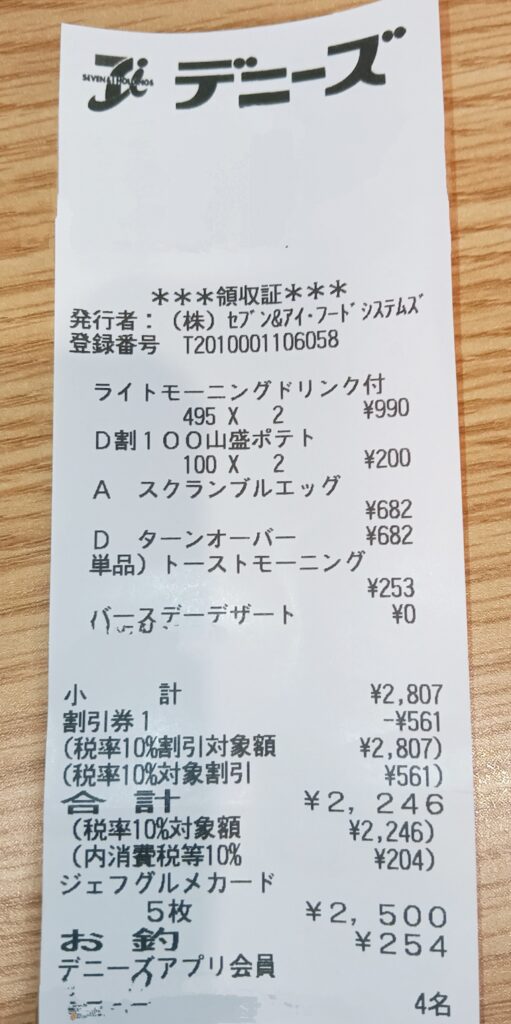 SEVEN & i HOLDINGS デニーズ
***領収証***
発行者：（株）ｾﾌﾞﾝ&ｱｲ・ﾌｰﾄﾞｼｽﾃﾑｽﾞ
登録番号 T2010001106058
ライトモーニングドリンク付
495 X 2 ¥990
Ｄ割１００山盛ポテト
100 X 2 ¥200
Ａ スクランブルエッグ
¥682
Ｄ ターンオーバー ¥682
単品）トーストモーニング
¥253
バースデーデザート ¥0
小 計 ¥2,807
割引券１ -¥561
(税率10%割引対象額 ¥2,807)
(税率10%対象割引 ¥561)
合計 ¥2,246
(税率10%対象額 ¥2,246)
(内消費税等10% ¥204)
ジェフグルメカード
５枚 ¥2,500
お釣 ¥254
デニーズアプリ会員
4名